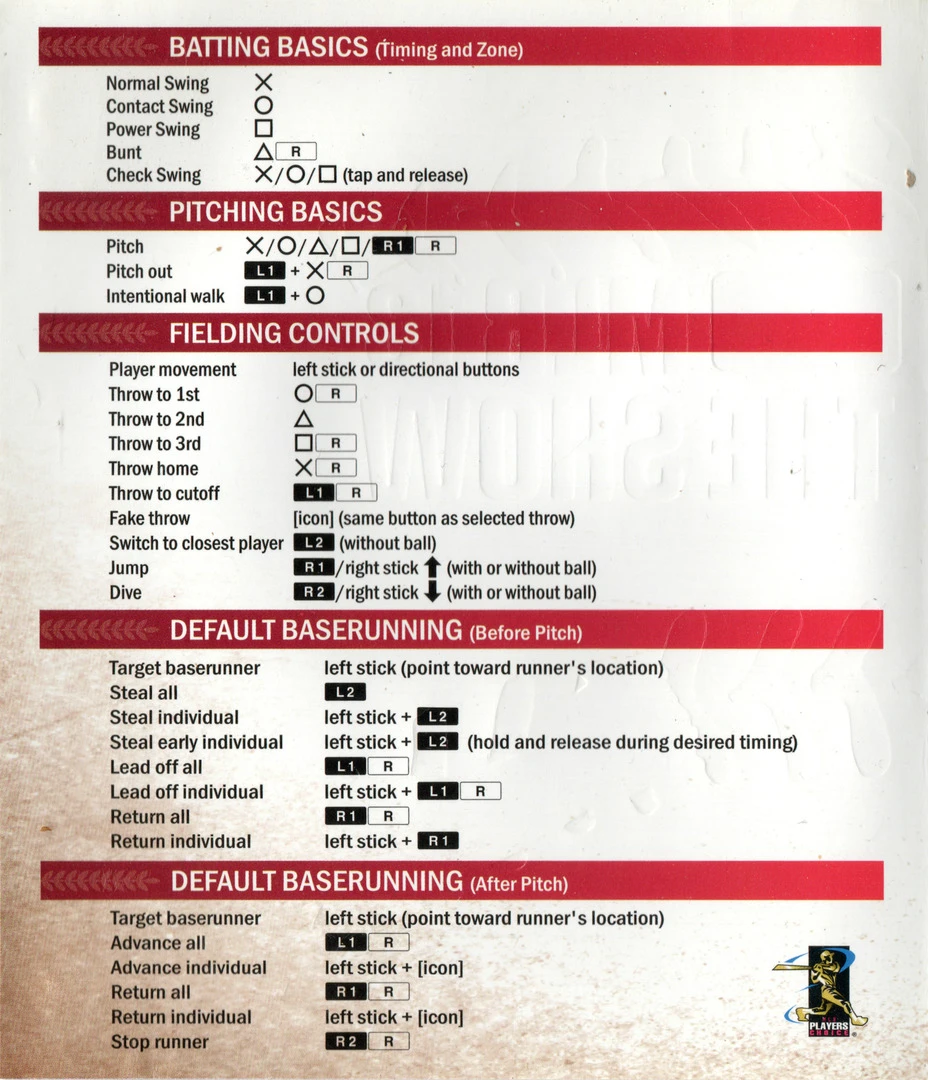 BATTING BASICS (Timing and Zone)
Normal Swing ✕
Contact Swing ○
Power Swing □
Bunt △ R
Check Swing ✕/○/□ (tap and release)
PITCHING BASICS
Pitch ✕/○/△/□/R1 R
Pitch out L1 + ✕ R
Intentional walk L1 + ○
FIELDING CONTROLS
Player movement left stick or directional buttons
Throw to 1st ○ R
Throw to 2nd △
Throw to 3rd □ R
Throw home ✕ R
Throw to cutoff L1 R
Fake throw [icon] (same button as selected throw)
Switch to closest player L2 (without ball)
Jump R1/right stick ⬆ (with or without ball)
Dive R2/right stick ⬇ (with or without ball)
DEFAULT BASERUNNING (Before Pitch)
Target baserunner left stick (point toward runner's location)
Steal all L2
Steal individual left stick + L2
Steal early individual left stick + L2 (hold and release during desired timing)
Lead off all L1 R
Lead off individual left stick + L1 R
Return all R1 R
Return individual left stick + R1
DEFAULT BASERUNNING (After Pitch)
Target baserunner left stick (point toward runner's location)
Advance all L1 R
Advance individual left stick + [icon]
Return all R1 R
Return individual left stick + [icon]
Stop runner R2 R
PLAYERS
CHOICE